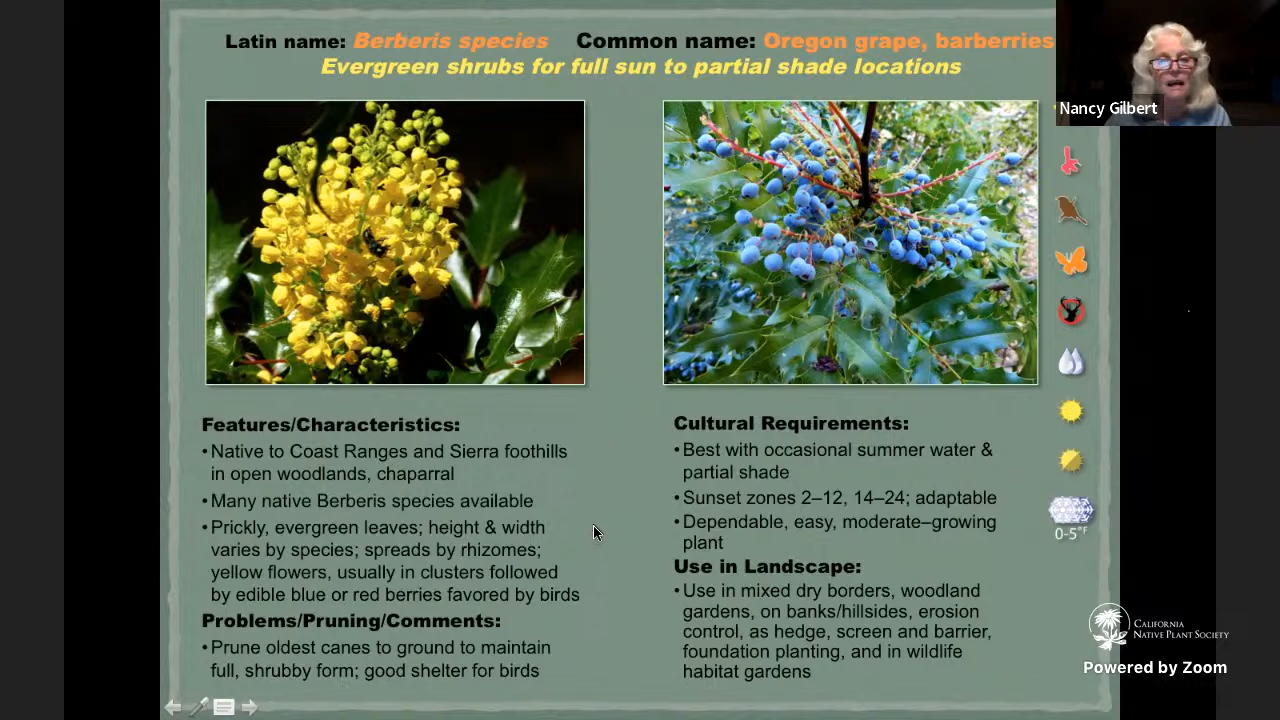 Latin name: Berberis species Common name: Oregon grape, barberries
Evergreen shrubs for full sun to partial shade locations
Nancy Gilbert
Features/Characteristics:
•Native to Coast Ranges and Sierra foothills
in open woodlands, chaparral
•Many native Berberis species available
•Prickly, evergreen leaves; height & width
varies by species; spreads by rhizomes;
yellow flowers, usually in clusters followed
by edible blue or red berries favored by birds
Problems/Pruning/Comments:
•Prune oldest canes to ground to maintain
full, shrubby form; good shelter for birds
Cultural Requirements:
•Best with occasional summer water &
partial shade
•Sunset zones 2–12, 14–24; adaptable
•Dependable, easy, moderate–growing
plant
Use in Landscape:
•Use in mixed dry borders, woodland
gardens, on banks/hillsides, erosion
control, as hedge, screen and barrier,
foundation planting, and in wildlife
habitat gardens
0-5°F
CALIFORNIA
NATIVE PLANT SOCIETY
Powered by Zoom